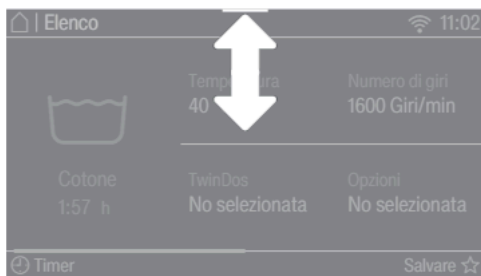 | Elenco 11:02
Temperatura Numero di giri
40 1600 Giri/min
Cotone TwinDos Opzioni
1:57 h No selezionata No selezionata
Timer Salvare